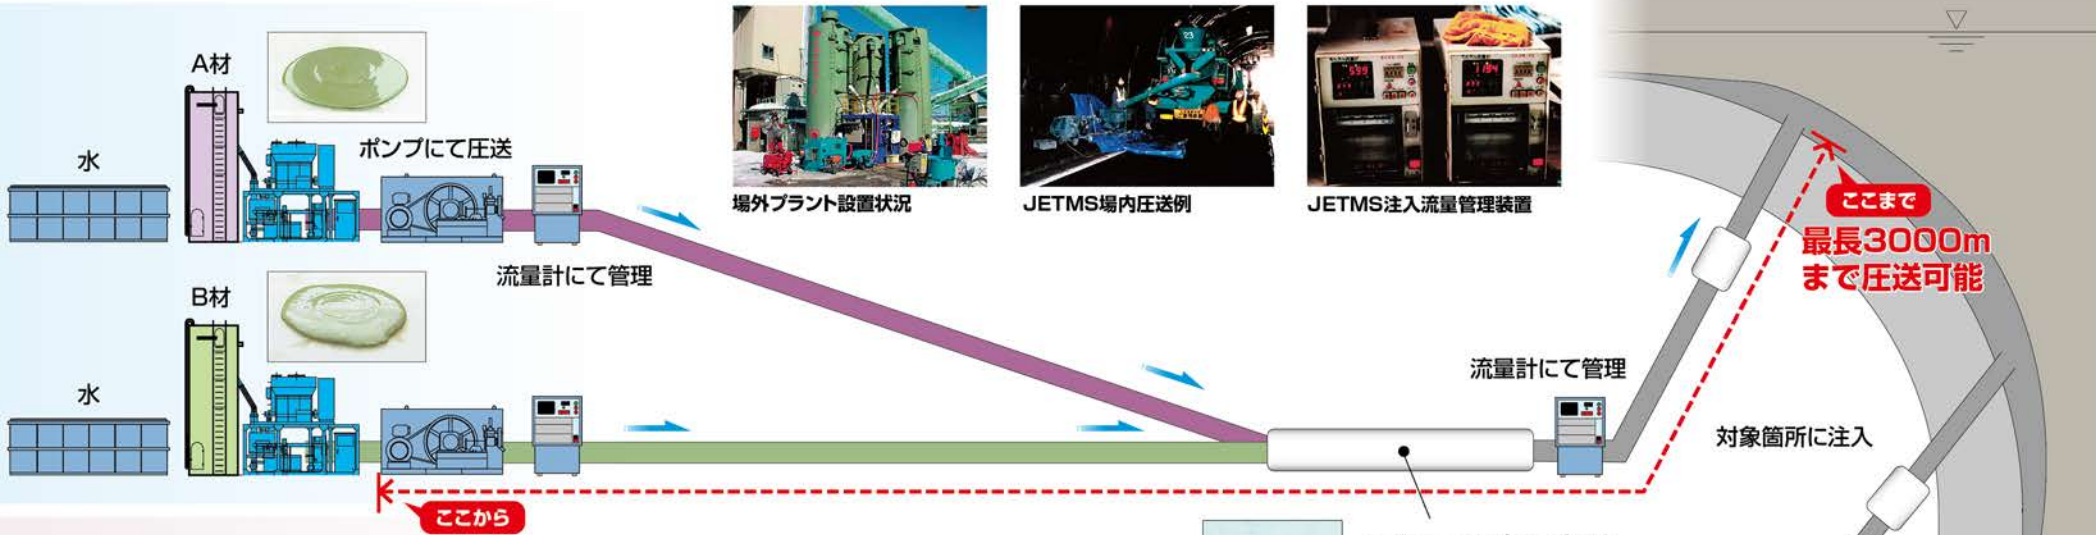 A材
水
ポンプにて圧送
流量計にて管理
場外プラント設置状況
JETMS場内圧送例
23
JETMS注入流量管理装置
ここまで
最長3000m
まで圧送可能
B材
水
流量計にて管理
対象箇所に注入
ここから